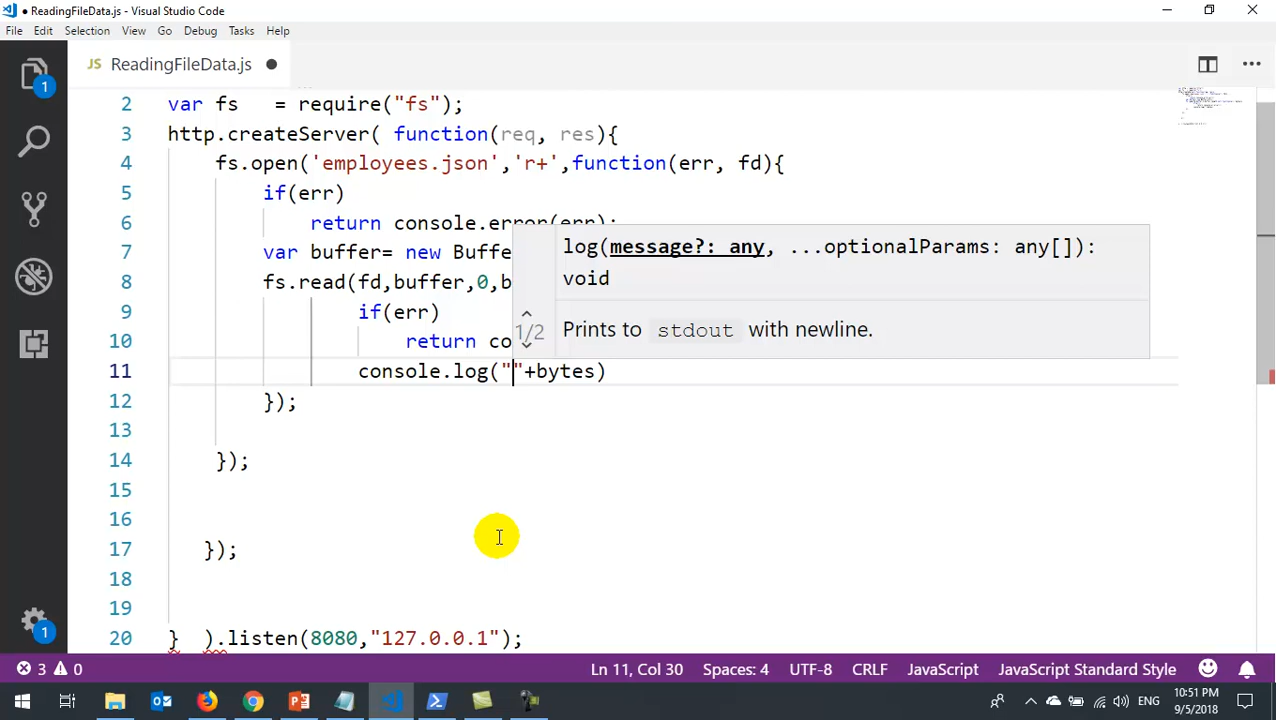 ReadingFileData.js - Visual Studio Code
File Edit Selection View Go Debug Tasks Help
JS ReadingFileData.js
2 var fs   = require("fs");
3 http.createServer( function(req, res){
4 fs.open('employees.json','r+',function(err, fd){
5 if(err)
6 return console.error(err);
7 var buffer= new Buffe
8 fs.read(fd,buffer,0,b
9 if(err)
10 return co
11 console.log(""+bytes)
12 });
13
14 });
15
16
17 });
18
19
20 }  ).listen(8080,"127.0.0.1");
log(message?: any, ...optionalParams: any[]):
void
1/2
Prints to stdout with newline.
1
1
3 0 Ln 11, Col 30 Spaces: 4 UTF-8 CRLF JavaScript JavaScript Standard Style
ENG
10:51 PM
9/5/2018